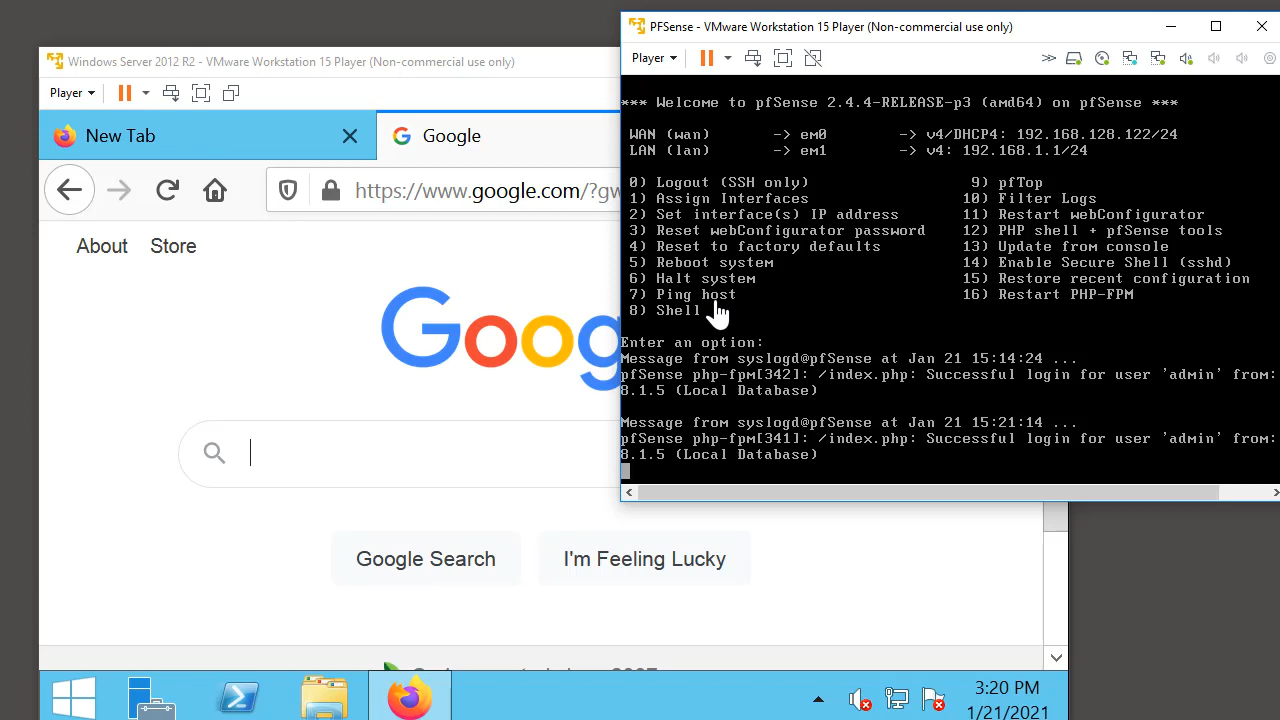 PFSense - VMware Workstation 15 Player (Non-commercial use only)
Player
*** Welcome to pfSense 2.4.4-RELEASE-p3 (amd64) on pfSense ***
WAN (wan) -> em0 -> v4/DHCP4: 192.168.128.122/24
LAN (lan) -> em1 -> v4: 192.168.1.1/24
0) Logout (SSH only) 9) pfTop
1) Assign Interfaces 10) Filter Logs
2) Set interface(s) IP address 11) Restart webConfigurator
3) Reset webConfigurator password 12) PHP shell + pfSense tools
4) Reset to factory defaults 13) Update from console
5) Reboot system 14) Enable Secure Shell (sshd)
6) Halt system 15) Restore recent configuration
7) Ping host 16) Restart PHP-FPM
8) Shell
Enter an option:
Message from syslogd@pfSense at Jan 21 15:14:24 ...
pfSense php-fpm[342]: /index.php: Successful login for user 'admin' from:
8.1.5 (Local Database)
Message from syslogd@pfSense at Jan 21 15:21:14 ...
pfSense php-fpm[341]: /index.php: Successful login for user 'admin' from:
8.1.5 (Local Database)
Windows Server 2012 R2 - VMware Workstation 15 Player (Non-commercial use only)
Player
New Tab
Google
https://www.google.com/?gw
About Store
Goog
Google Search
I'm Feeling Lucky
3:20 PM
1/21/2021